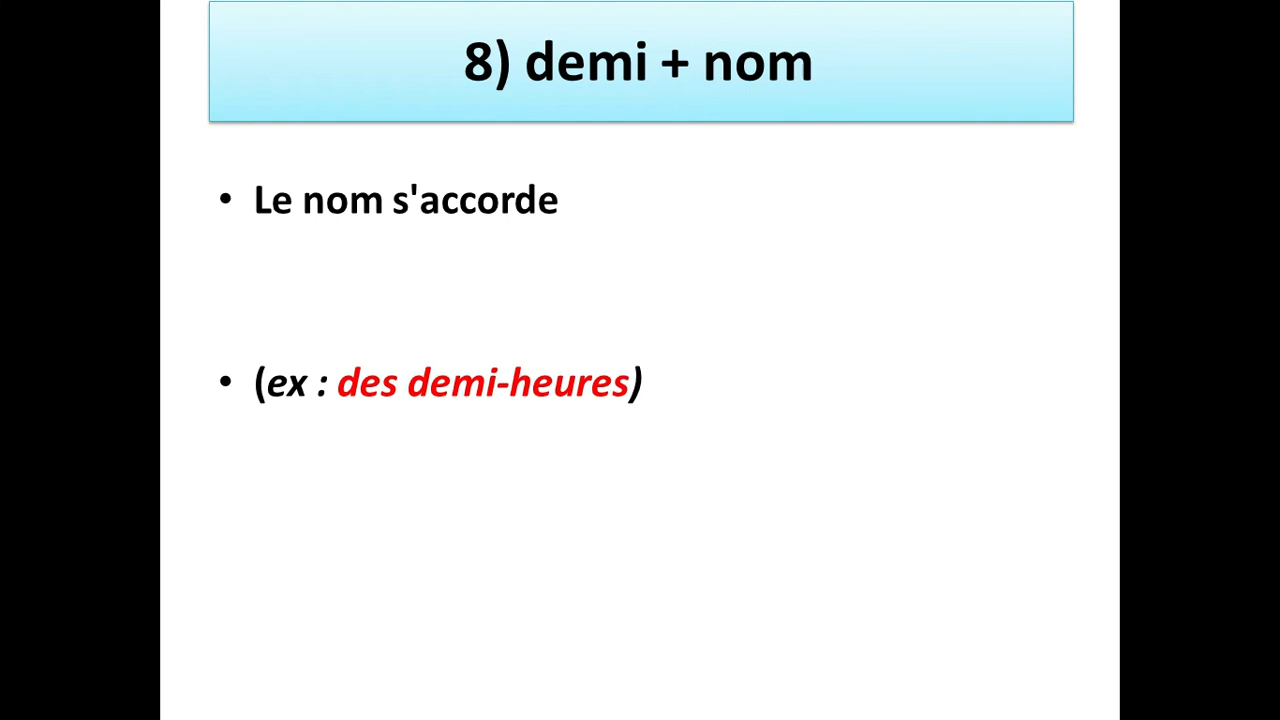 8) demi + nom
• Le nom s'accorde
• (ex : des demi-heures)